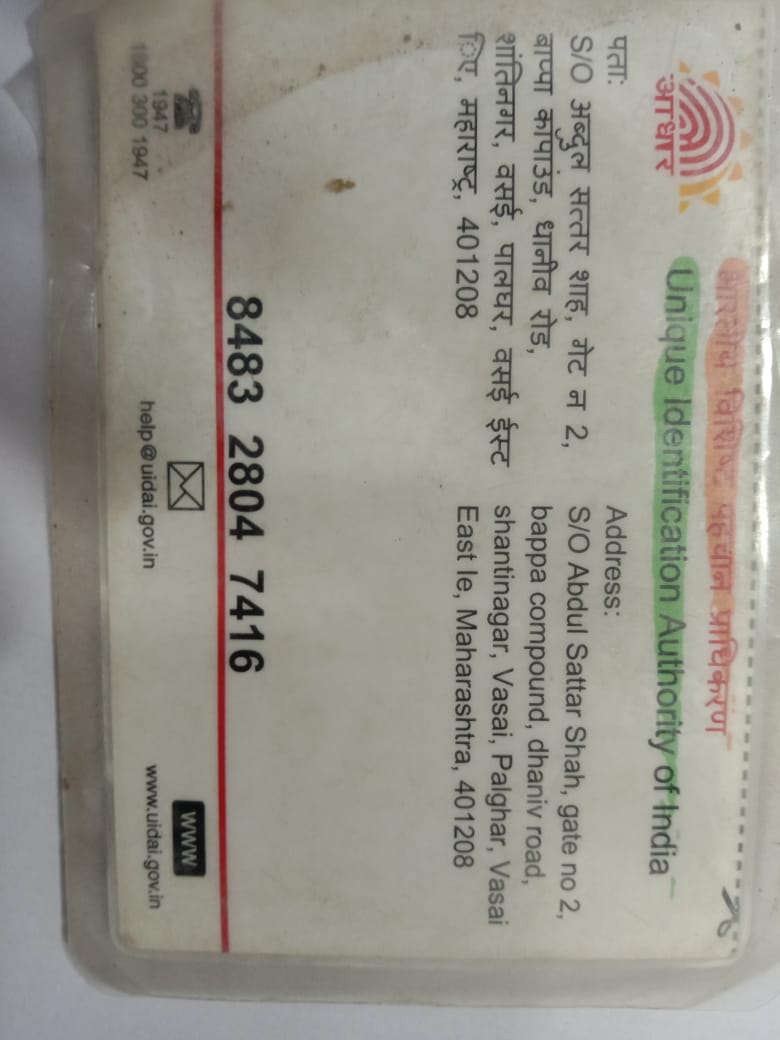 भारतीय विशिष्ट पहचान प्राधिकरण
Unique Identification Authority of India
आधार
पता:
S/O अब्दुल सत्तर शाह, गेट न 2,
बाप्पा कांपाउंड, धानीव रोड,
शांतिनगर, वसई, पालघर, वसई ईस्ट
िए, महाराष्ट्र, 401208
Address:
S/O Abdul Sattar Shah, gate no 2,
bappa compound, dhaniv road,
shantinagar, Vasai, Palghar, Vasai
East Ie, Maharashtra, 401208
8483 2804 7416
1947
1800 300 1947
help@uidai.gov.in
www
www.uidai.gov.in